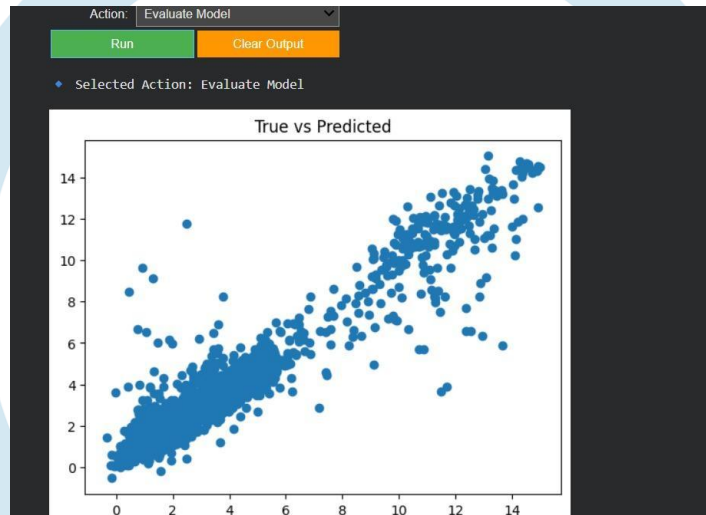 Action: Evaluate Model
Run Clear Output
Selected Action: Evaluate Model
True vs Predicted
14
12
10
8
6
4
2
0
0 2 4 6 8 10 12 14